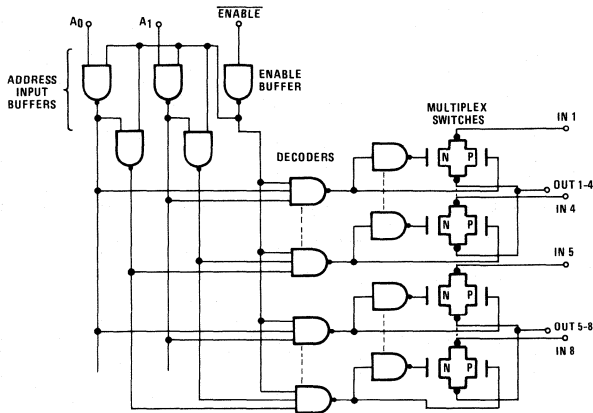 A0
A1
ENABLE
ADDRESS
INPUT
BUFFERS
ENABLE
BUFFER
MULTIPLEX
SWITCHES
IN 1
DECODERS
N P
OUT 1-4
IN 4
N P
IN 5
N P
OUT 5-8
IN 8
N P